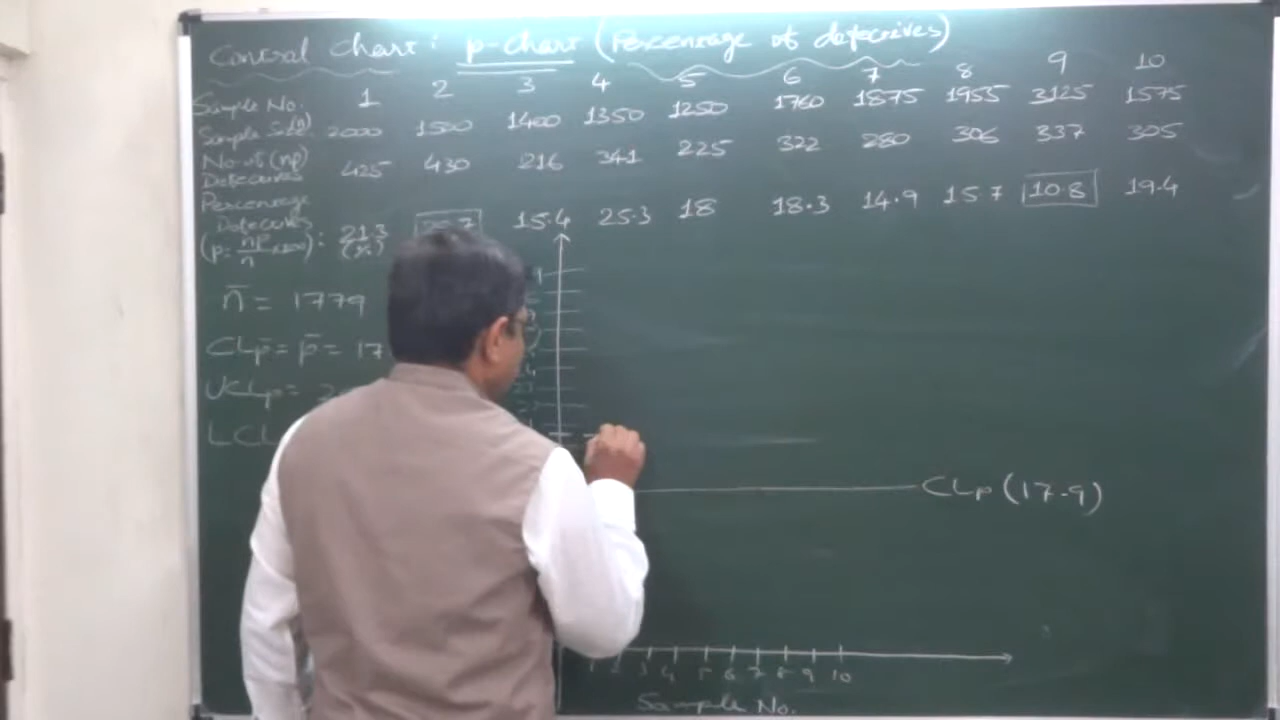 Control Chart: p-chart (Percentage of defectives)
Sample No. 1 2 3 4 5 6 7 8 9 10
Sample Size(n): 2000 1500 1400 1350 1250 1760 1875 1955 3125 1575
No. of (np) Defectives 425 430 216 341 225 322 280 306 337 305
Percentage
Defectives 21.3 15.4 25.3 18 18.3 14.9 15.7 10.8 19.4
(p = np/n ×100): (%)
n̄ = 1779
CLp̄ = p̄ = 17
UCLp =
LCL
CLp (17.9)
1 2 3 4 5 6 7 8 9 10
Sample No.